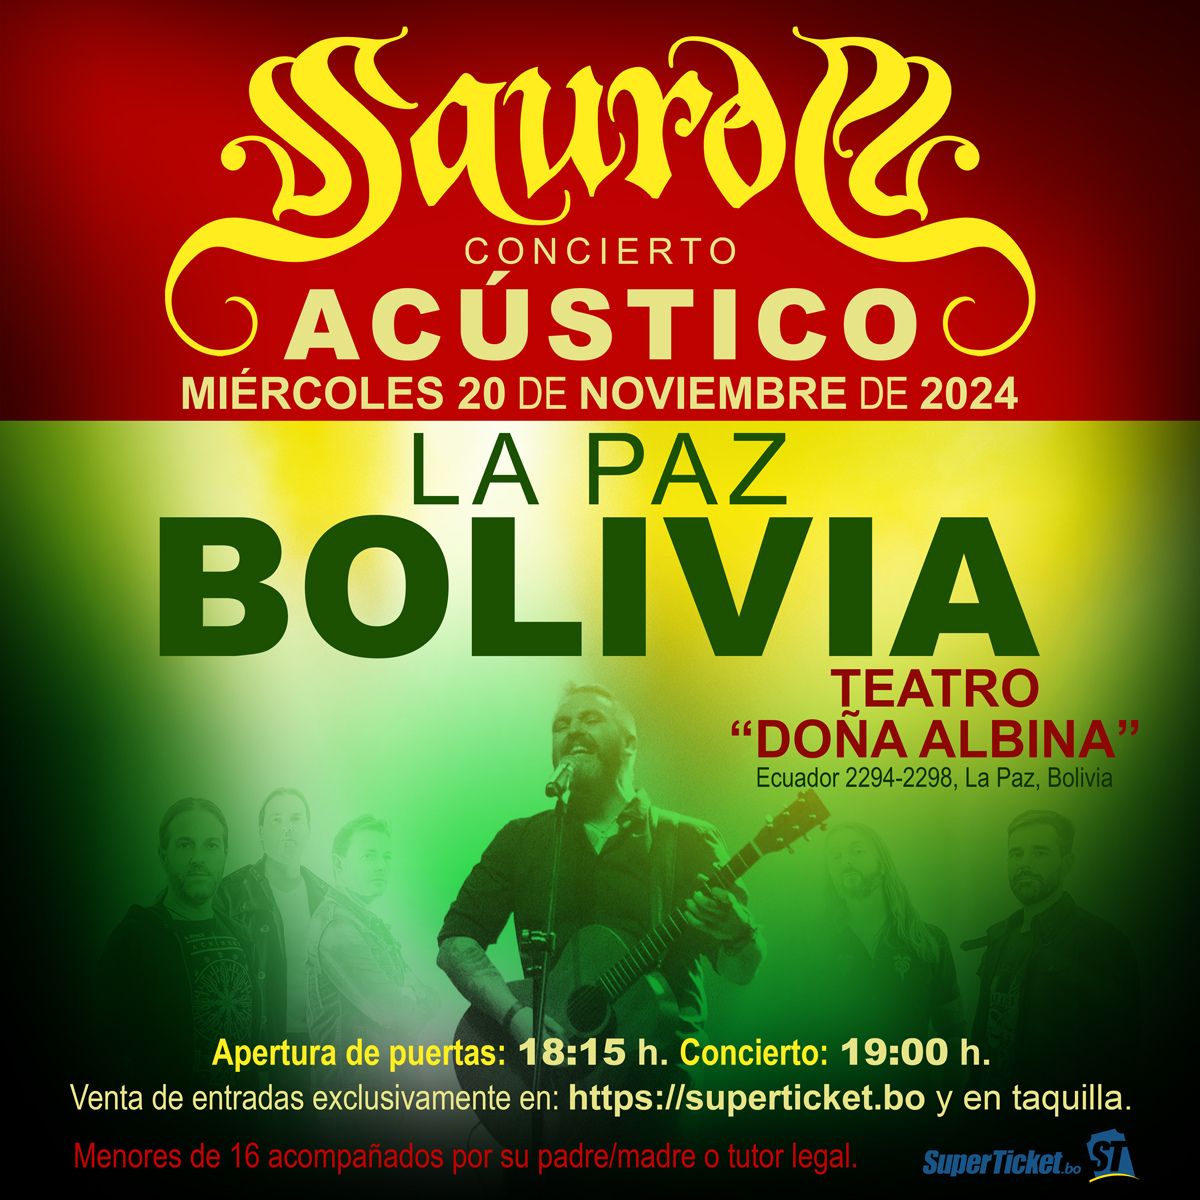 Saurom
CONCIERTO
ACÚSTICO
MIÉRCOLES 20 DE NOVIEMBRE DE 2024
LA PAZ
BOLIVIA
TEATRO
“DOÑA ALBINA”
Ecuador 2294-2298, La Paz, Bolivia
Apertura de puertas: 18:15 h. Concierto: 19:00 h.
Venta de entradas exclusivamente en: https://superticket.bo y en taquilla.
Menores de 16 acompañados por su padre/madre o tutor legal.
SuperTicket.bo ST